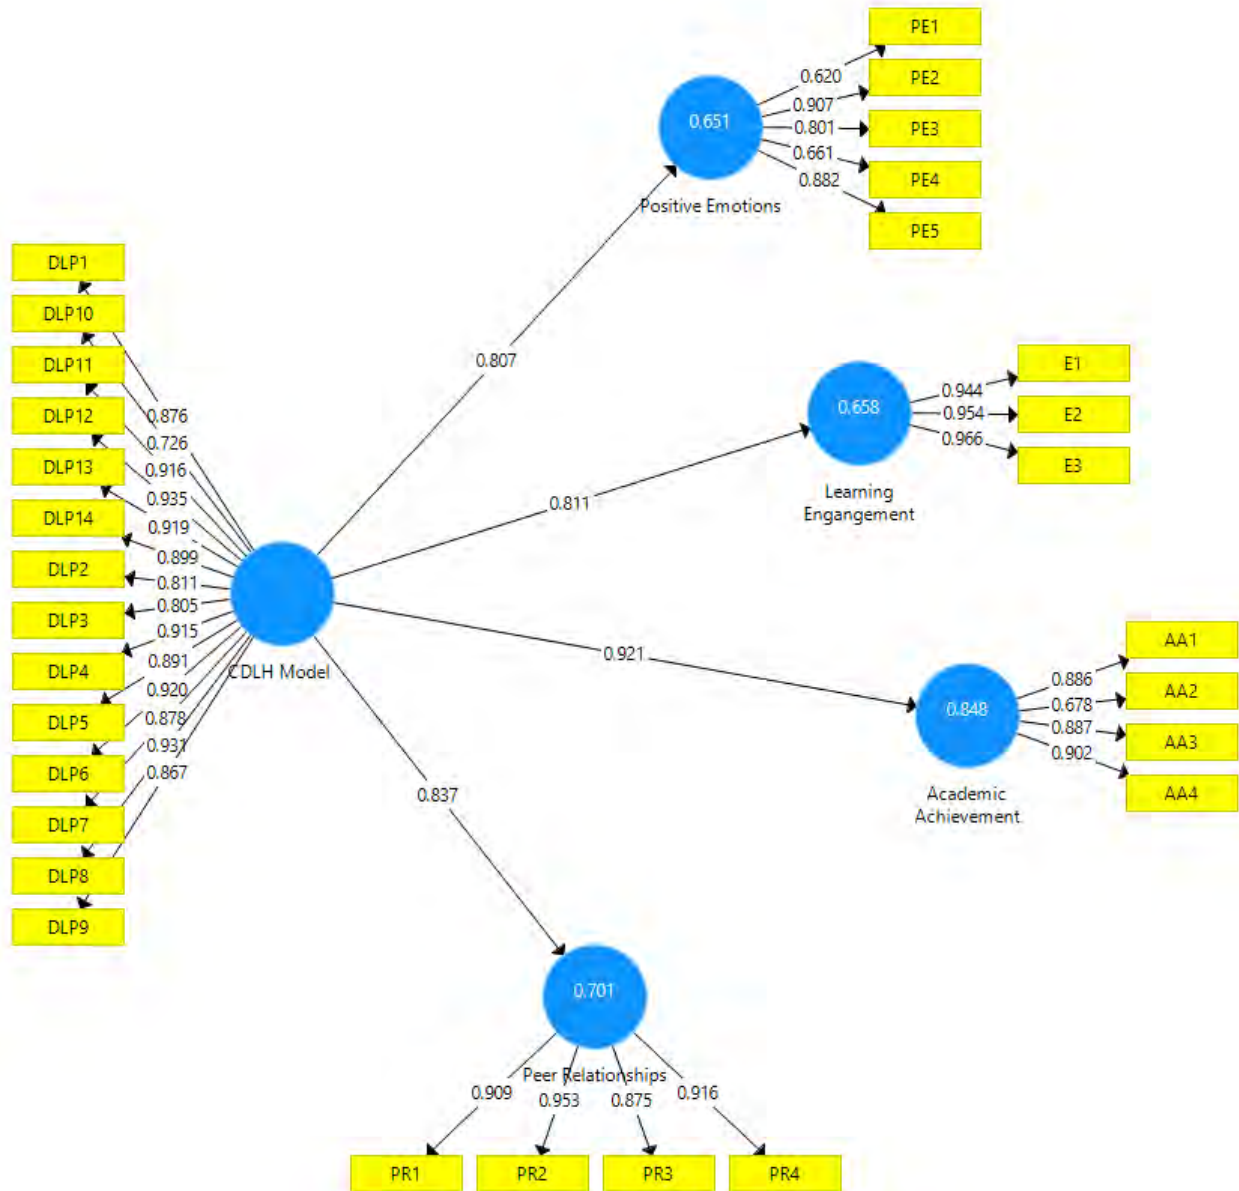 PE1
0.620
PE2
0.907
0.651
0.801
PE3
0.661
PE4
0.882
Positive Emotions
PE5
DLP1
DLP10
DLP11
DLP12
DLP13
DLP14
DLP2
DLP3
DLP4
DLP5
DLP6
DLP7
DLP8
DLP9
0.876
0.726
0.916
0.935
0.919
0.899
0.811
0.805
0.915
0.891
0.920
0.878
0.931
0.867
CDLH Model
0.807
0.811
0.921
0.837
0.658
Learning
Engangement
0.944
0.954
0.966
E1
E2
E3
0.848
Academic
Achievement
0.886
0.678
0.887
0.902
AA1
AA2
AA3
AA4
0.701
Peer Relationships
0.909
0.953
0.875
0.916
PR1
PR2
PR3
PR4